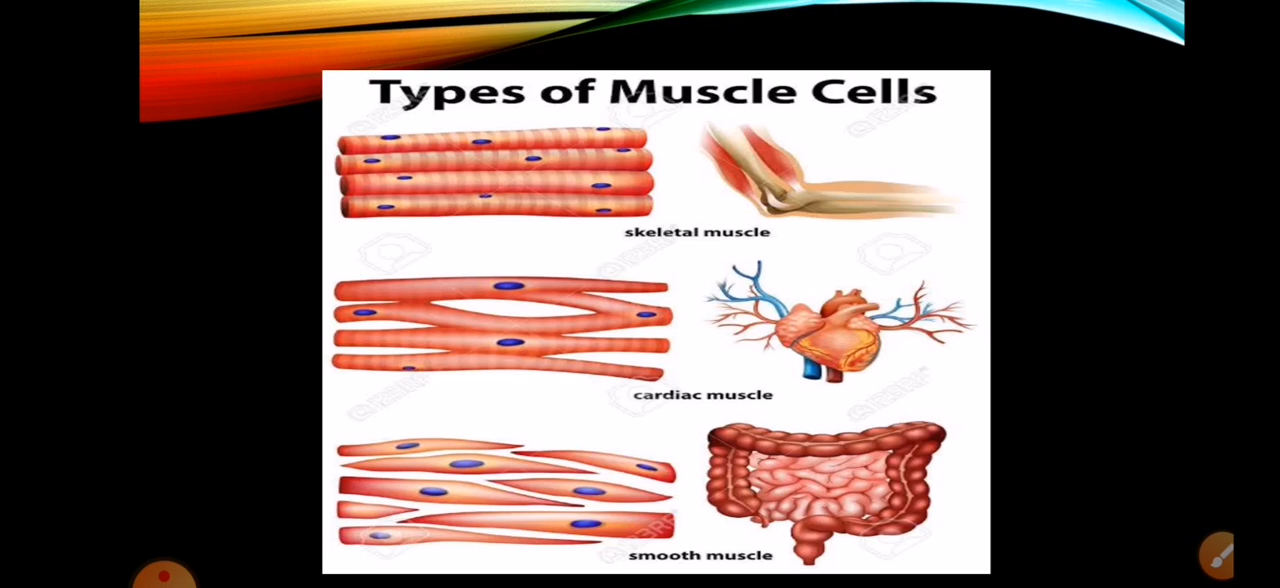 Types of Muscle Cells
skeletal muscle
cardiac muscle
smooth muscle